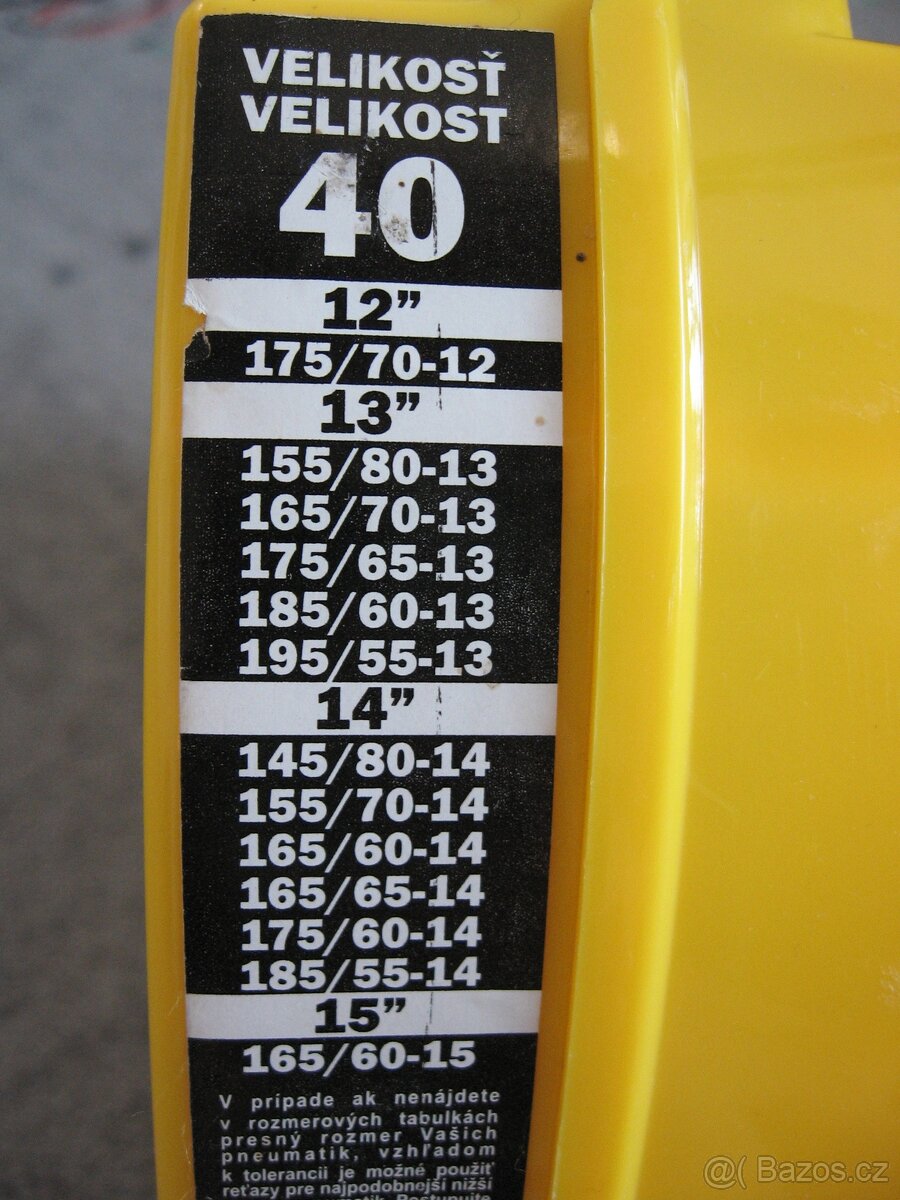 VELIKOSŤ
VELIKOST
40
12”
175/70-12
13”
155/80-13
165/70-13
175/65-13
185/60-13
195/55-13
14”
145/80-14
155/70-14
165/60-14
165/65-14
175/60-14
185/55-14
15”
165/60-15
V prípade ak nenájdete
v rozmerových tabulkách
presný rozmer Vašich
pneumatik, vzhľadom
k tolerancii je možné použiť
reťazy pre najpodobnejší nižší
@( Bazos.cz